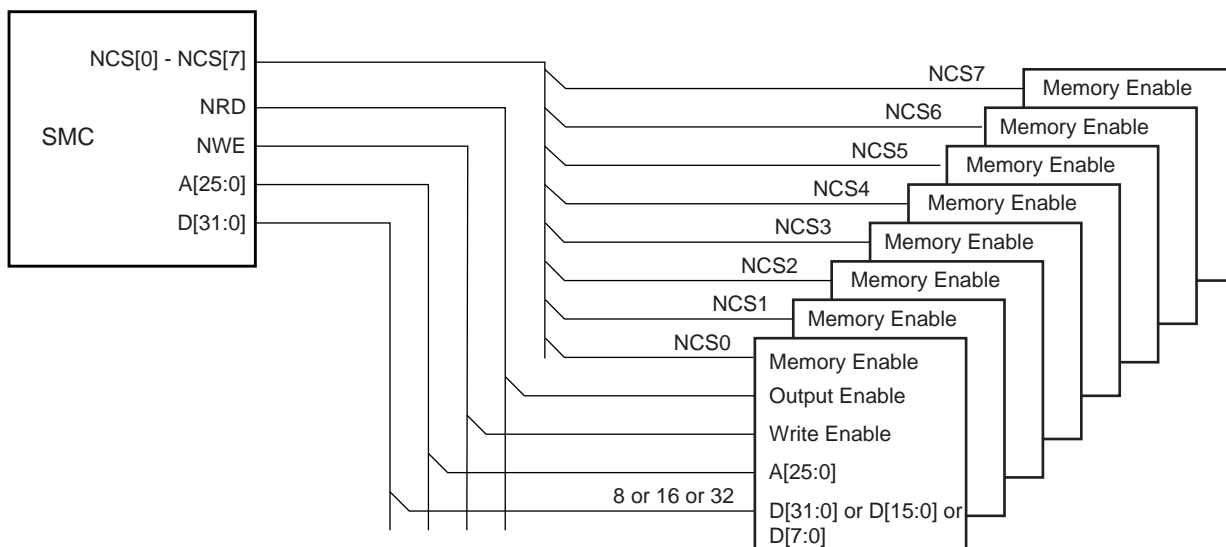 SMC
NCS[0] - NCS[7]
NRD
NWE
A[25:0]
D[31:0]
NCS7
Memory Enable
NCS6
Memory Enable
NCS5
Memory Enable
NCS4
Memory Enable
NCS3
Memory Enable
NCS2
Memory Enable
NCS1
Memory Enable
NCS0
Memory Enable
Output Enable
Write Enable
A[25:0]
8 or 16 or 32
D[31:0] or D[15:0] or
D[7:0]